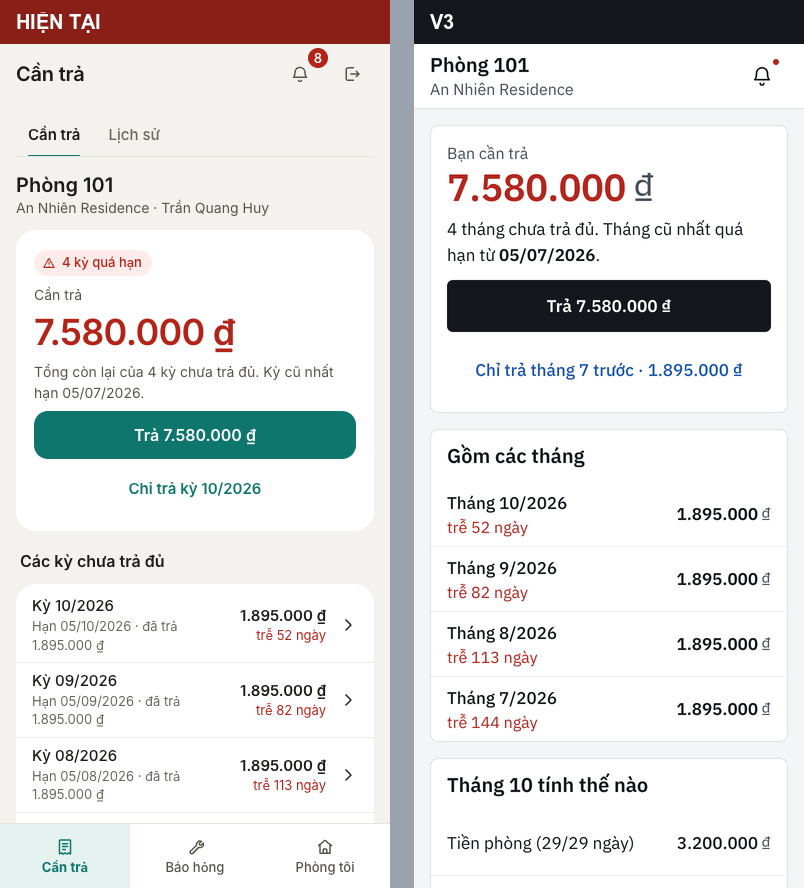 HIỆN TẠI
Cần trả
8
Cần trả
Lịch sử
Phòng 101
An Nhiên Residence · Trần Quang Huy
4 kỳ quá hạn
Cần trả
7.580.000 ₫
Tổng còn lại của 4 kỳ chưa trả đủ. Kỳ cũ nhất
hạn 05/07/2026.
Trả 7.580.000 ₫
Chỉ trả kỳ 10/2026
Các kỳ chưa trả đủ
Kỳ 10/2026
Hạn 05/10/2026 · đã trả
1.895.000 ₫
1.895.000 ₫
trễ 52 ngày
Kỳ 09/2026
Hạn 05/09/2026 · đã trả
1.895.000 ₫
1.895.000 ₫
trễ 82 ngày
Kỳ 08/2026
Hạn 05/08/2026 · đã trả
1.895.000 ₫
1.895.000 ₫
trễ 113 ngày
Cần trả
Báo hỏng
Phòng tôi
V3
Phòng 101
An Nhiên Residence
Bạn cần trả
7.580.000 ₫
4 tháng chưa trả đủ. Tháng cũ nhất quá
hạn từ 05/07/2026.
Trả 7.580.000 ₫
Chỉ trả tháng 7 trước · 1.895.000 ₫
Gồm các tháng
Tháng 10/2026
trễ 52 ngày
1.895.000 ₫
Tháng 9/2026
trễ 82 ngày
1.895.000 ₫
Tháng 8/2026
trễ 113 ngày
1.895.000 ₫
Tháng 7/2026
trễ 144 ngày
1.895.000 ₫
Tháng 10 tính thế nào
Tiền phòng (29/29 ngày)
3.200.000 ₫